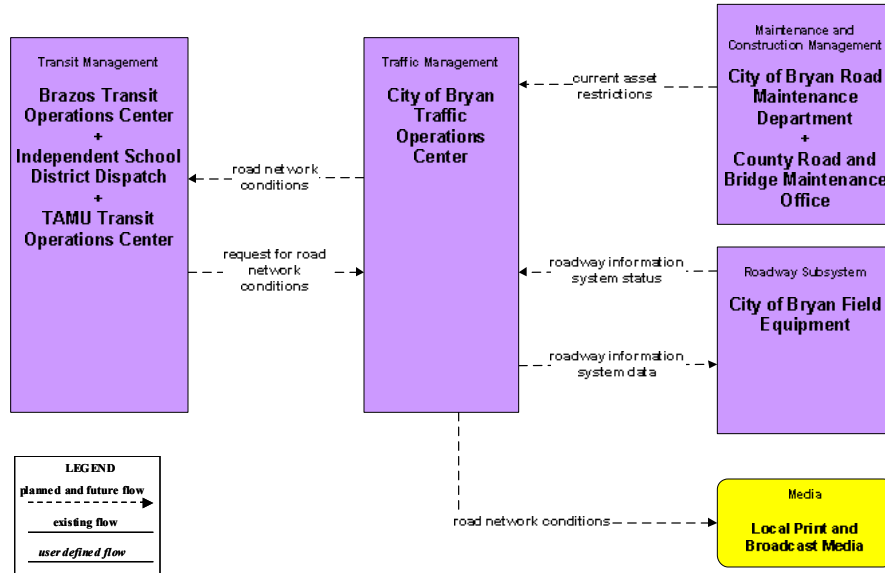 Transit Management
Brazos Transit
Operations Center
+
Independent School
District Dispatch
+
TAMU Transit
Operations Center
road network
conditions
request for road
network
conditions
Traffic Management
City of Bryan
Traffic
Operations
Center
current asset
restrictions
Maintenance and
Construction Management
City of Bryan Road
Maintenance
Department
+
County Road and
Bridge Maintenance
Office
roadway information
system status
roadway information
system data
Roadway Subsystem
City of Bryan Field
Equipment
road network conditions
Media
Local Print and
Broadcast Media
LEGEND
planned and future flow
existing flow
user defined flow